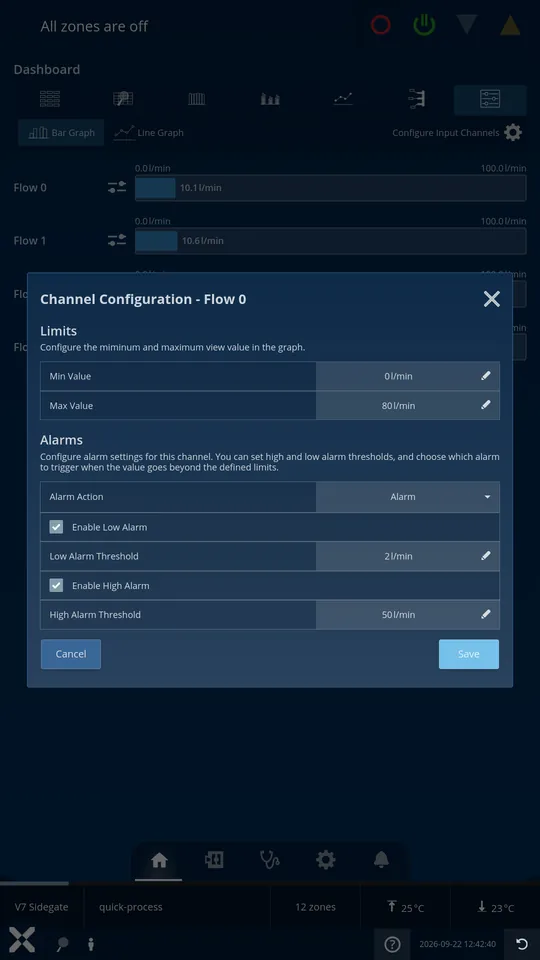 All zones are off
Dashboard
Bar Graph
Line Graph
Configure Input Channels
0.0 l/min
100.0 l/min
Flow 0
10.1 l/min
0.0 l/min
100.0 l/min
Flow 1
10.6 l/min
Channel Configuration - Flow 0
Limits
Configure the miminum and maximum view value in the graph.
Min Value
0 l/min
Max Value
80 l/min
Alarms
Configure alarm settings for this channel. You can set high and low alarm thresholds, and choose which alarm
to trigger when the value goes beyond the defined limits.
Alarm Action
Alarm
Enable Low Alarm
Low Alarm Threshold
2 l/min
Enable High Alarm
High Alarm Threshold
50 l/min
Cancel
Save
V7 Sidegate
quick-process
12 zones
25 °C
23 °C
2026-09-22 12:42:40